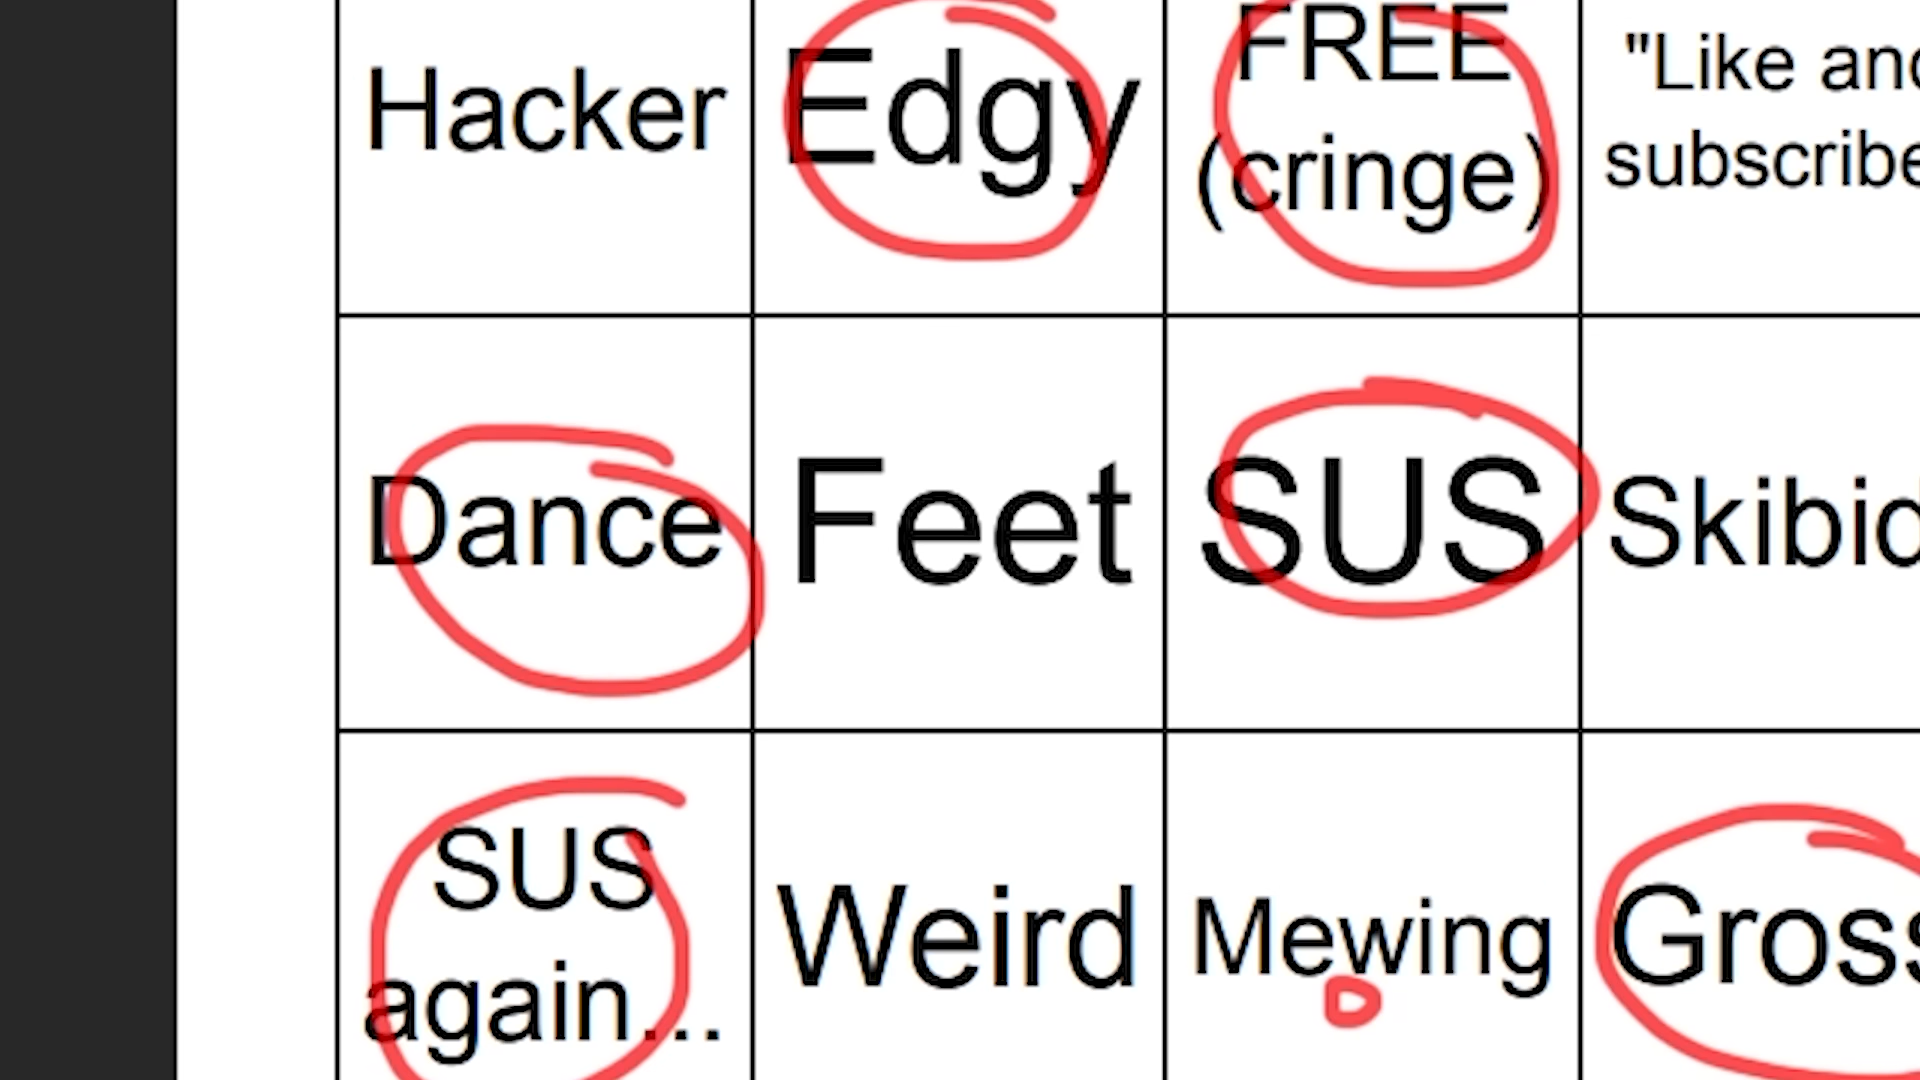 Hacker
Edgy
FREE
(cringe)
"Like and
subscribe
Dance
Feet
SUS
Skibid
SUS
again...
Weird
Mewing
Gross